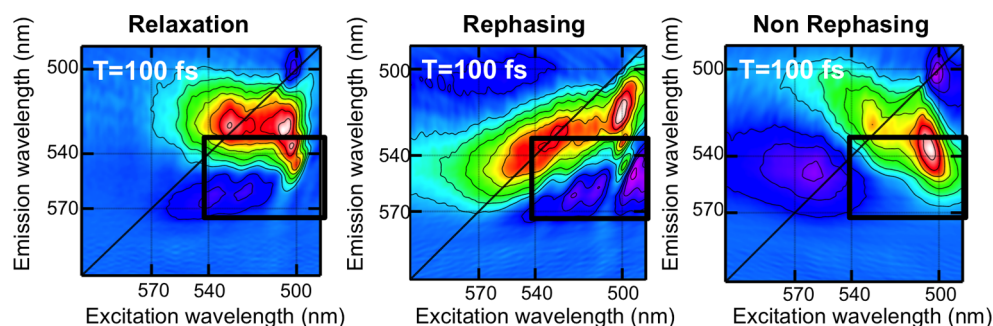 Relaxation
Emission wavelength (nm)
T=100 fs
500
540
570
570
540
500
Excitation wavelength (nm)
Rephasing
Emission wavelength (nm)
T=100 fs
500
540
570
570
540
500
Excitation wavelength (nm)
Non Rephasing
Emission wavelength (nm)
T=100 fs
500
540
570
570
540
500
Excitation wavelength (nm)